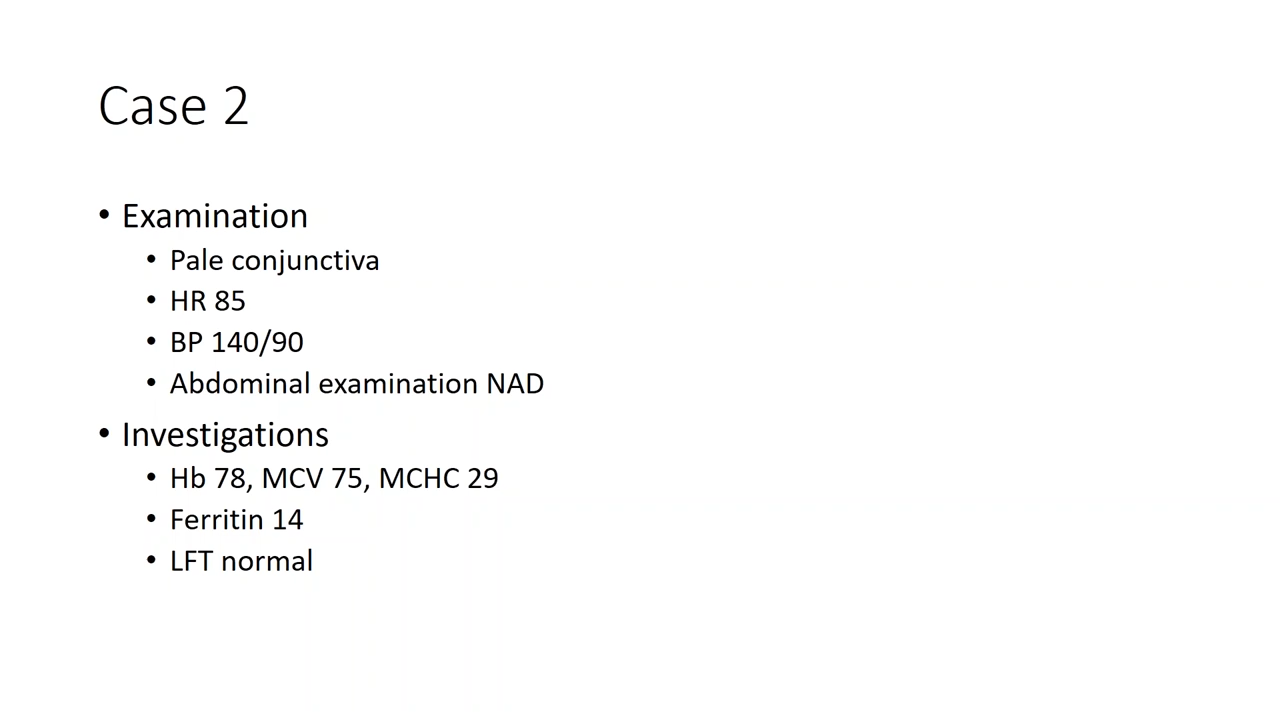 Case 2
• Examination
• Pale conjunctiva
• HR 85
• BP 140/90
• Abdominal examination NAD
• Investigations
• Hb 78, MCV 75, MCHC 29
• Ferritin 14
• LFT normal